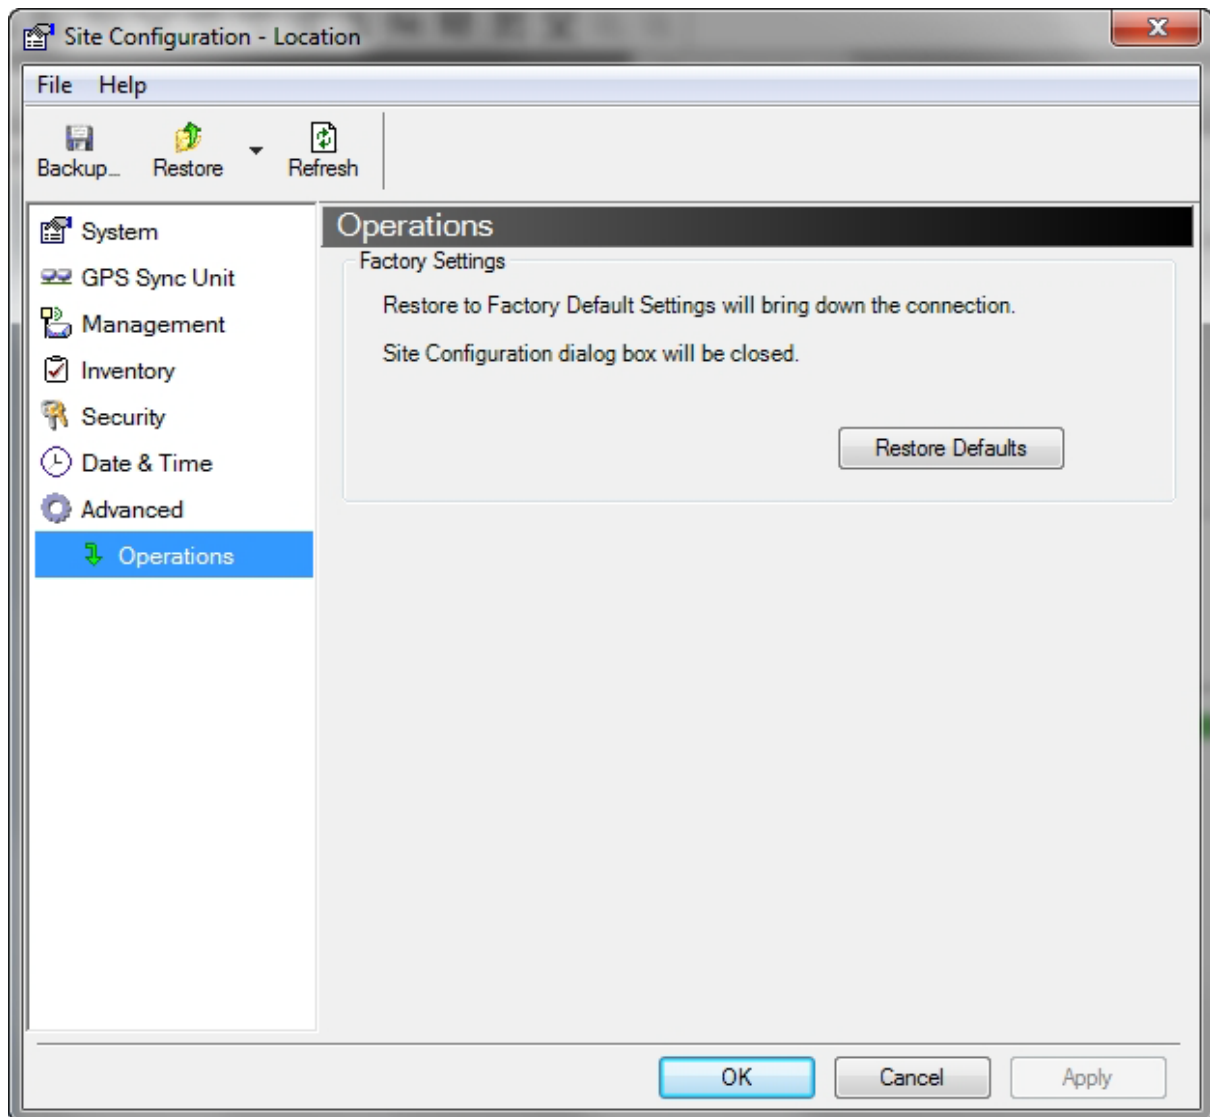 Site Configuration - Location
File Help
Backup... Restore Refresh
System
GPS Sync Unit
Management
Inventory
Security
Date & Time
Advanced
Operations
Operations
Factory Settings
Restore to Factory Default Settings will bring down the connection.
Site Configuration dialog box will be closed.
Restore Defaults
OK Cancel Apply